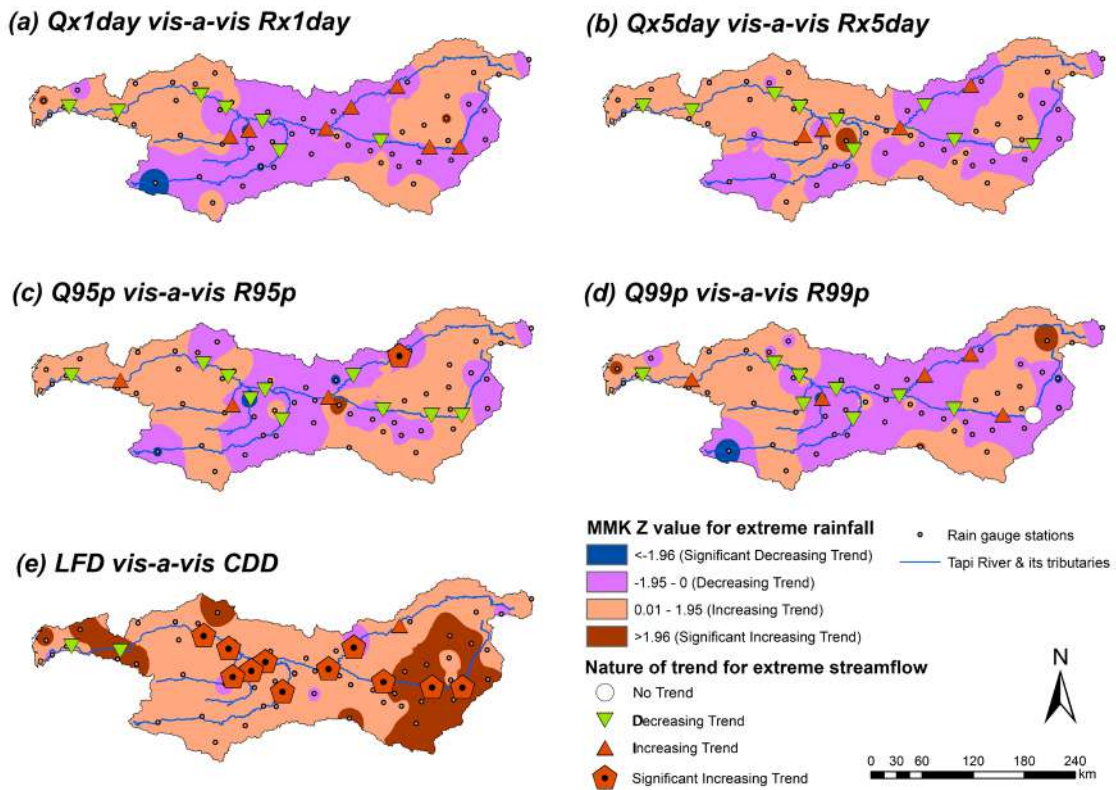 (a) Qx1day vis-a-vis Rx1day
(b) Qx5day vis-a-vis Rx5day
(c) Q95p vis-a-vis R95p
(d) Q99p vis-a-vis R99p
(e) LFD vis-a-vis CDD
MMK Z value for extreme rainfall
<-1.96 (Significant Decreasing Trend)
-1.95 - 0 (Decreasing Trend)
0.01 - 1.95 (Increasing Trend)
>1.96 (Significant Increasing Trend)
Rain gauge stations
Tapi River & its tributaries
Nature of trend for extreme streamflow
No Trend
Decreasing Trend
Increasing Trend
Significant Increasing Trend
N
0 30 60 120 180 240
km